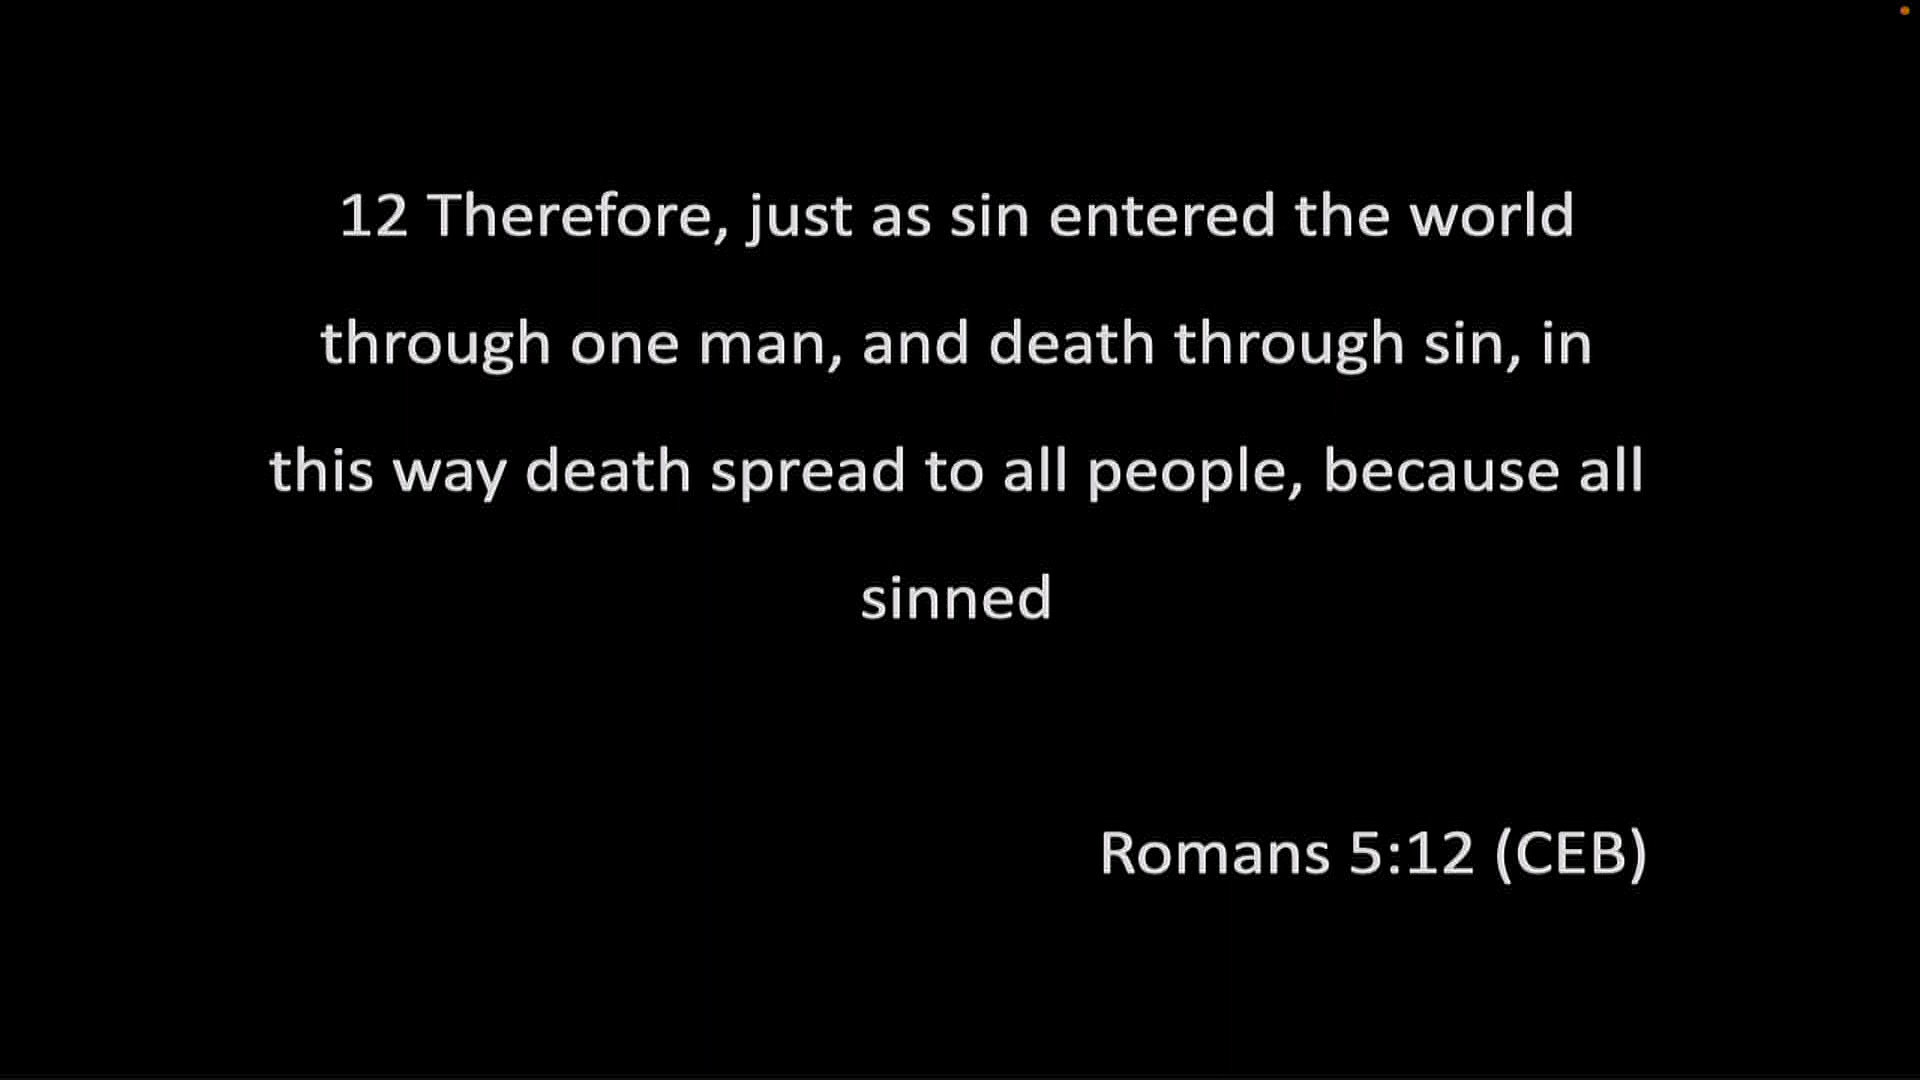 12 Therefore, just as sin entered the world
through one man, and death through sin, in
this way death spread to all people, because all
sinned
Romans 5:12 (CEB)